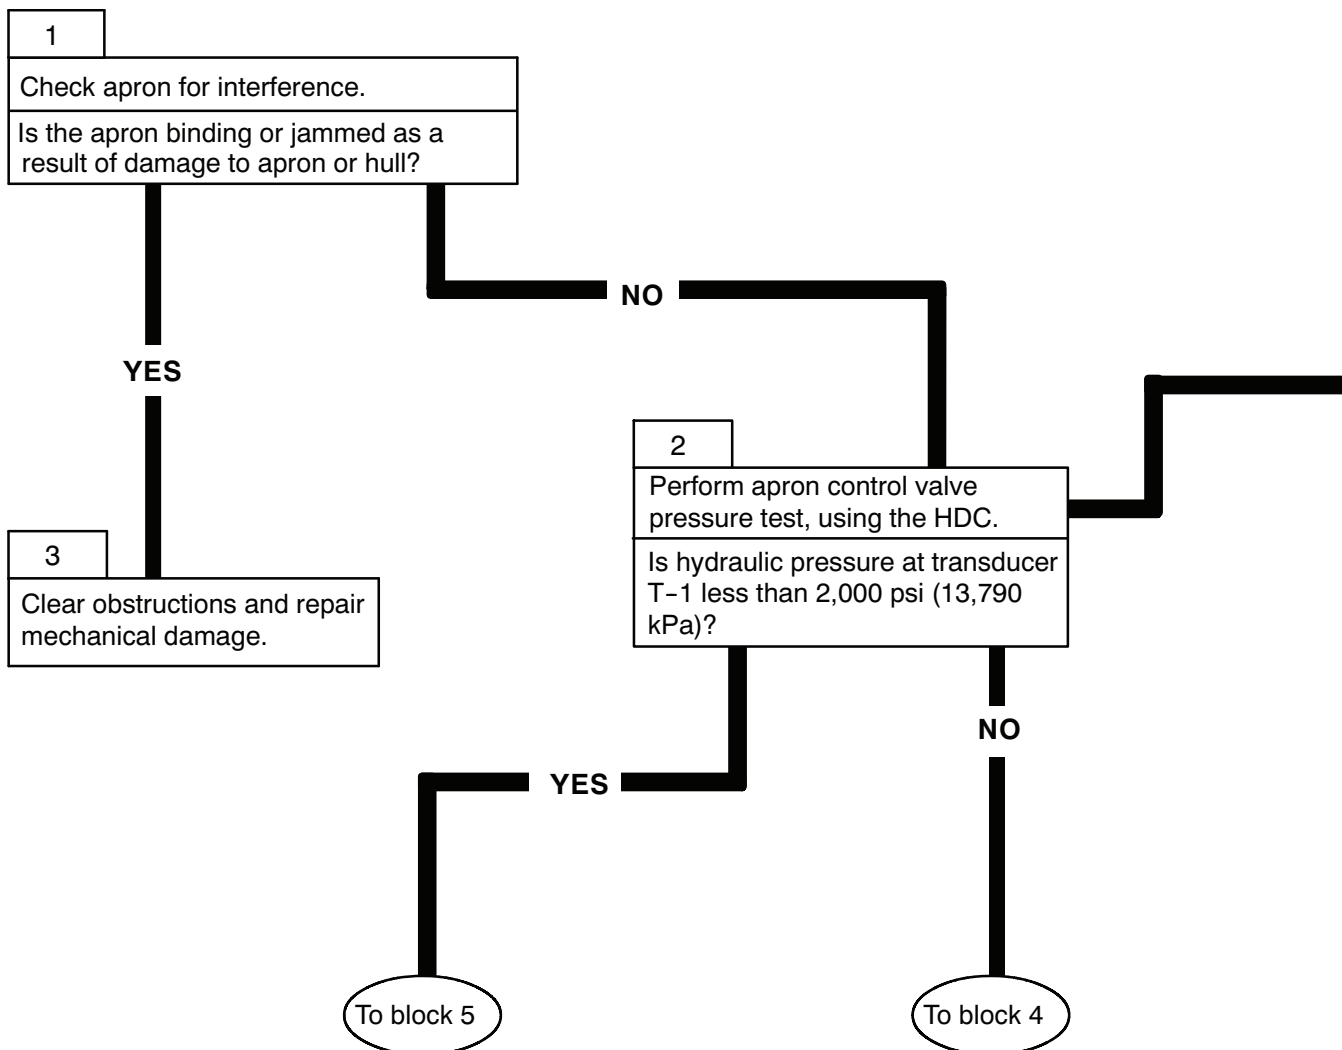 1
Check apron for interference.
Is the apron binding or jammed as a
result of damage to apron or hull?
NO
YES
2
Perform apron control valve
pressure test, using the HDC.
Is hydraulic pressure at transducer
T-1 less than 2,000 psi (13,790
kPa)?
3
Clear obstructions and repair
mechanical damage.
NO
YES
To block 5
To block 4